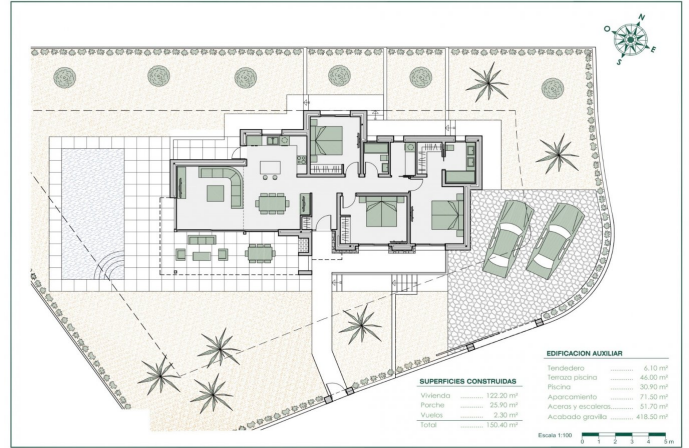 N
O
E
S
SUPERFICIES CONSTRUIDAS
Vivienda ............ 122.20 m²
Porche ............ 25.90 m²
Vuelos ............ 2.30 m²
Total ............ 150.40 m²
EDIFICACION AUXILIAR
Tendedero ............ 6.10 m²
Terraza piscina ............ 46.00 m²
Piscina ............ 30.90 m²
Aparcamiento ............ 71.50 m²
Aceras y escaleras ............ 51.70 m²
Acabado gravilla ............ 418.50 m²
Escala 1:100
0 1 2 3 4 5 m